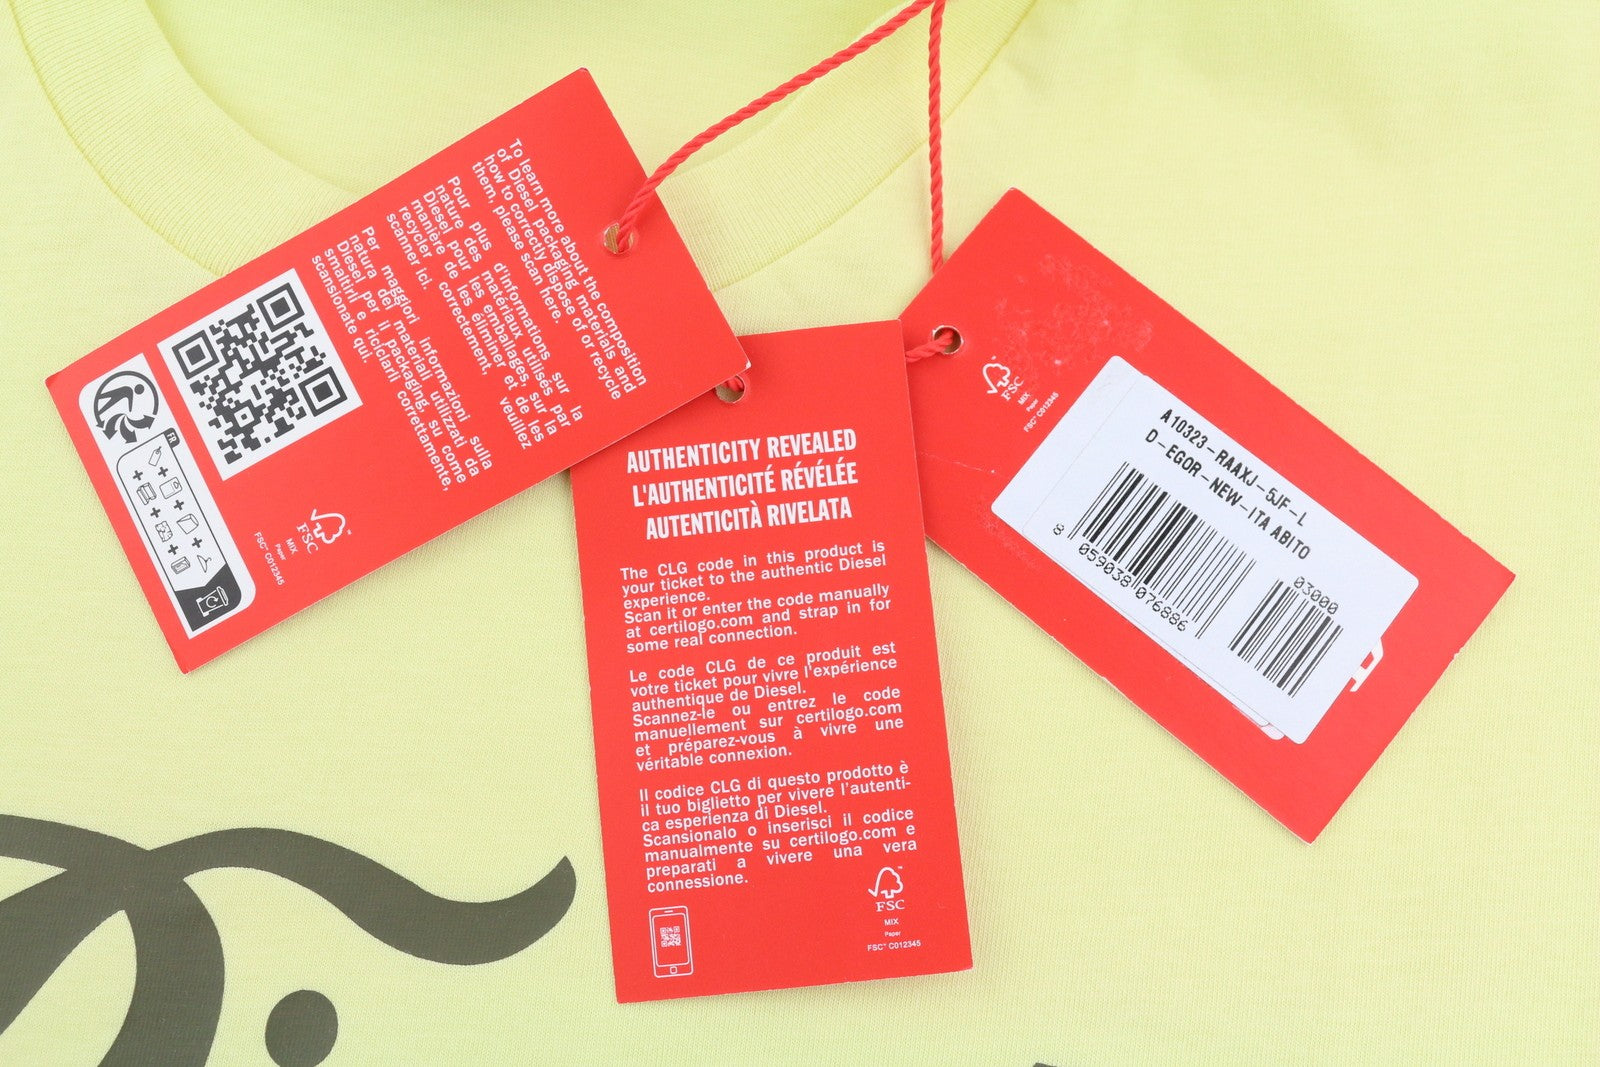 To learn more about the composition
of Diesel packaging materials and
how to correctly dispose of or recycle
them, please scan here.
Pour plus d'informations sur la
nature des matériaux utilisés par
Diesel pour les emballages, sur la
manière de les éliminer et de les
recycler correctement, veuillez
scanner ici.
Per maggiori informazioni sulla
natura dei materiali utilizzati da
Diesel per il packaging, su come
smaltirli e riciclarli correttamente,
scansionate qui.
FR
FSC
MIX
Paper
FSC™ C012345
AUTHENTICITY REVEALED
L'AUTHENTICITÉ RÉVÉLÉE
AUTENTICITÀ RIVELATA
The CLG code in this product is
your ticket to the authentic Diesel
experience.
Scan it or enter the code manually
at certilogo.com and strap in for
some real connection.
Le code CLG de ce produit est
votre ticket pour vivre l'expérience
authentique de Diesel.
Scannez-le ou entrez le code
manuellement sur certilogo.com
et préparez-vous à vivre une
véritable connexion.
Il codice CLG di questo prodotto è
il tuo biglietto per vivere l'autenti-
ca esperienza di Diesel.
Scansionalo o inserisci il codice
manualmente su certilogo.com e
preparati a vivere una vera
connessione.
FSC™
MIX
Paper
FSC™ C012345
FSC™
MIX
Paper
FSC™ C012345
A10323-RAAXJ-5JF-L
D-EGOR-NEW-ITA ABITO
8 059038 076886
03000